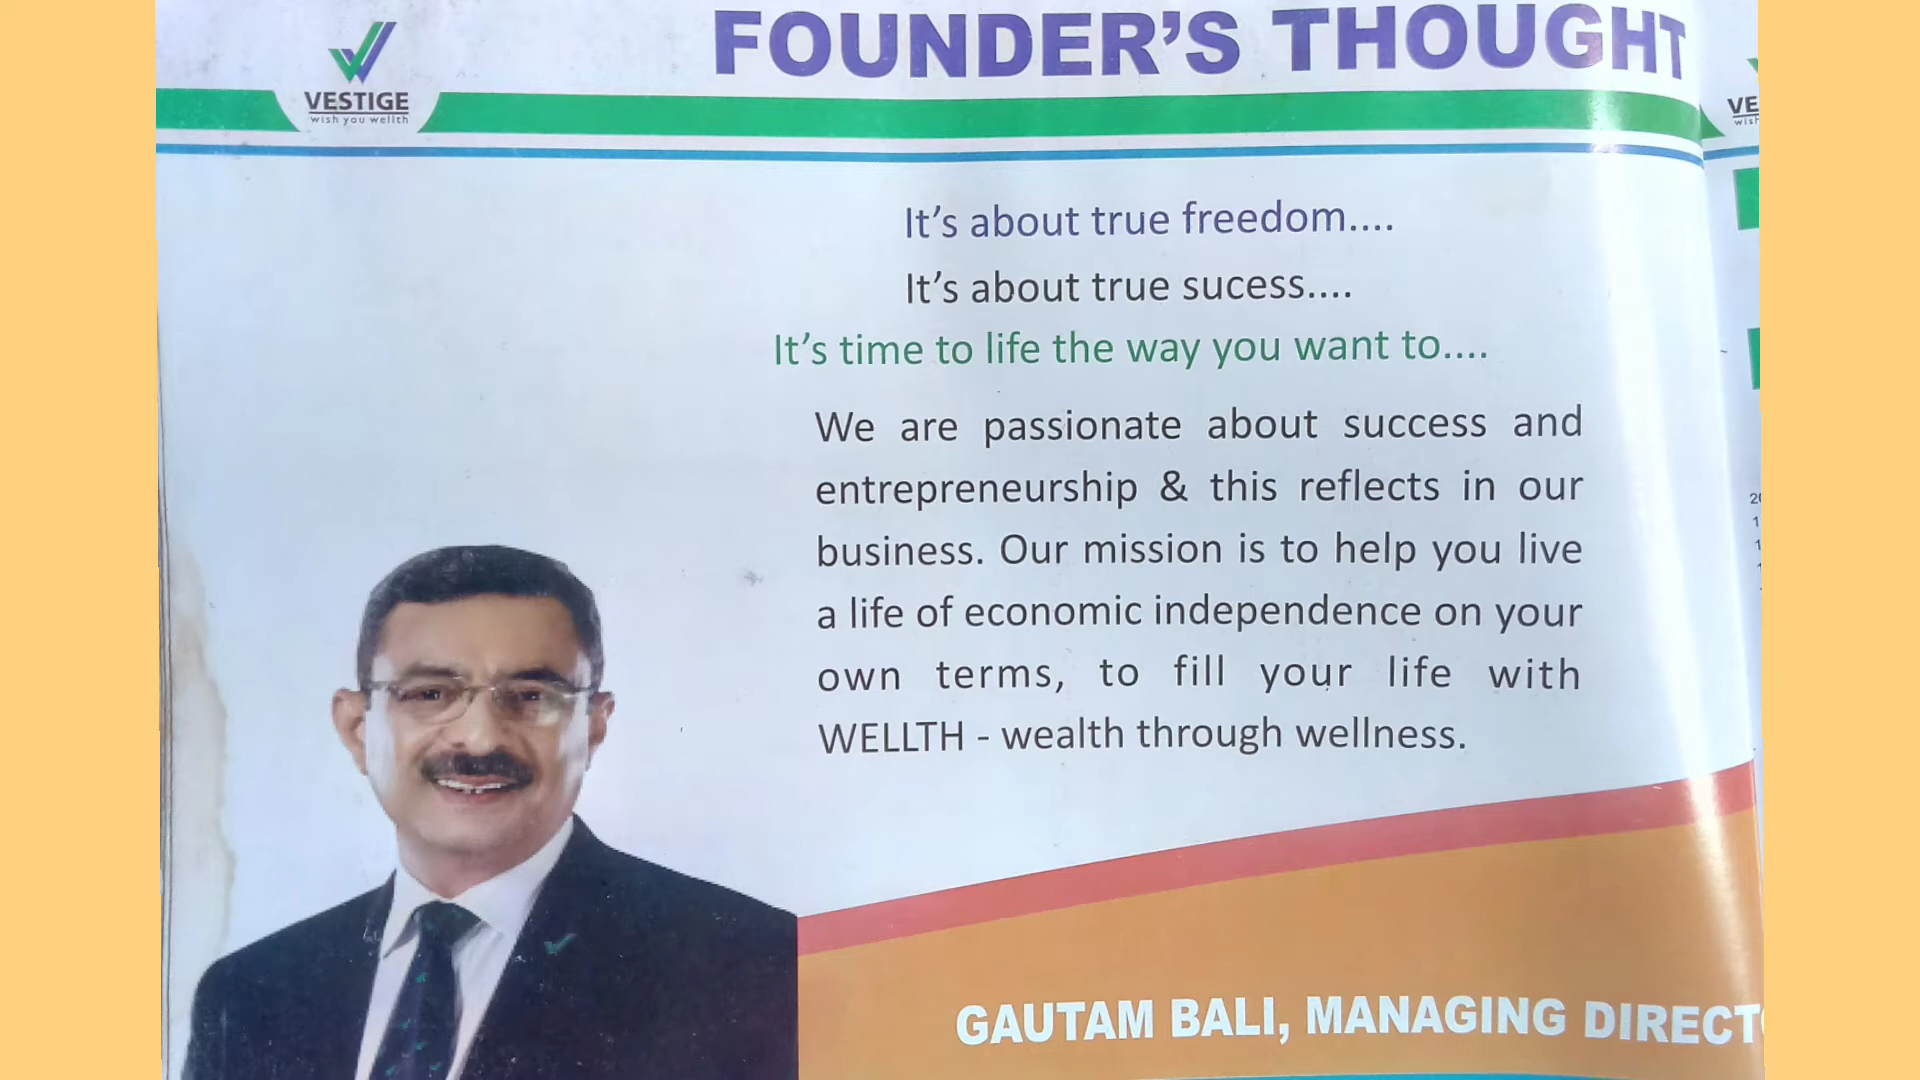 FOUNDER'S THOUGHT
VESTIGE
wish you wellth
It's about true freedom....
It's about true sucess....
It's time to life the way you want to....
We are passionate about success and
entrepreneurship & this reflects in our
business. Our mission is to help you live
a life of economic independence on your
own terms, to fill your life with
WELLTH - wealth through wellness.
GAUTAM BALI, MANAGING DIRECT